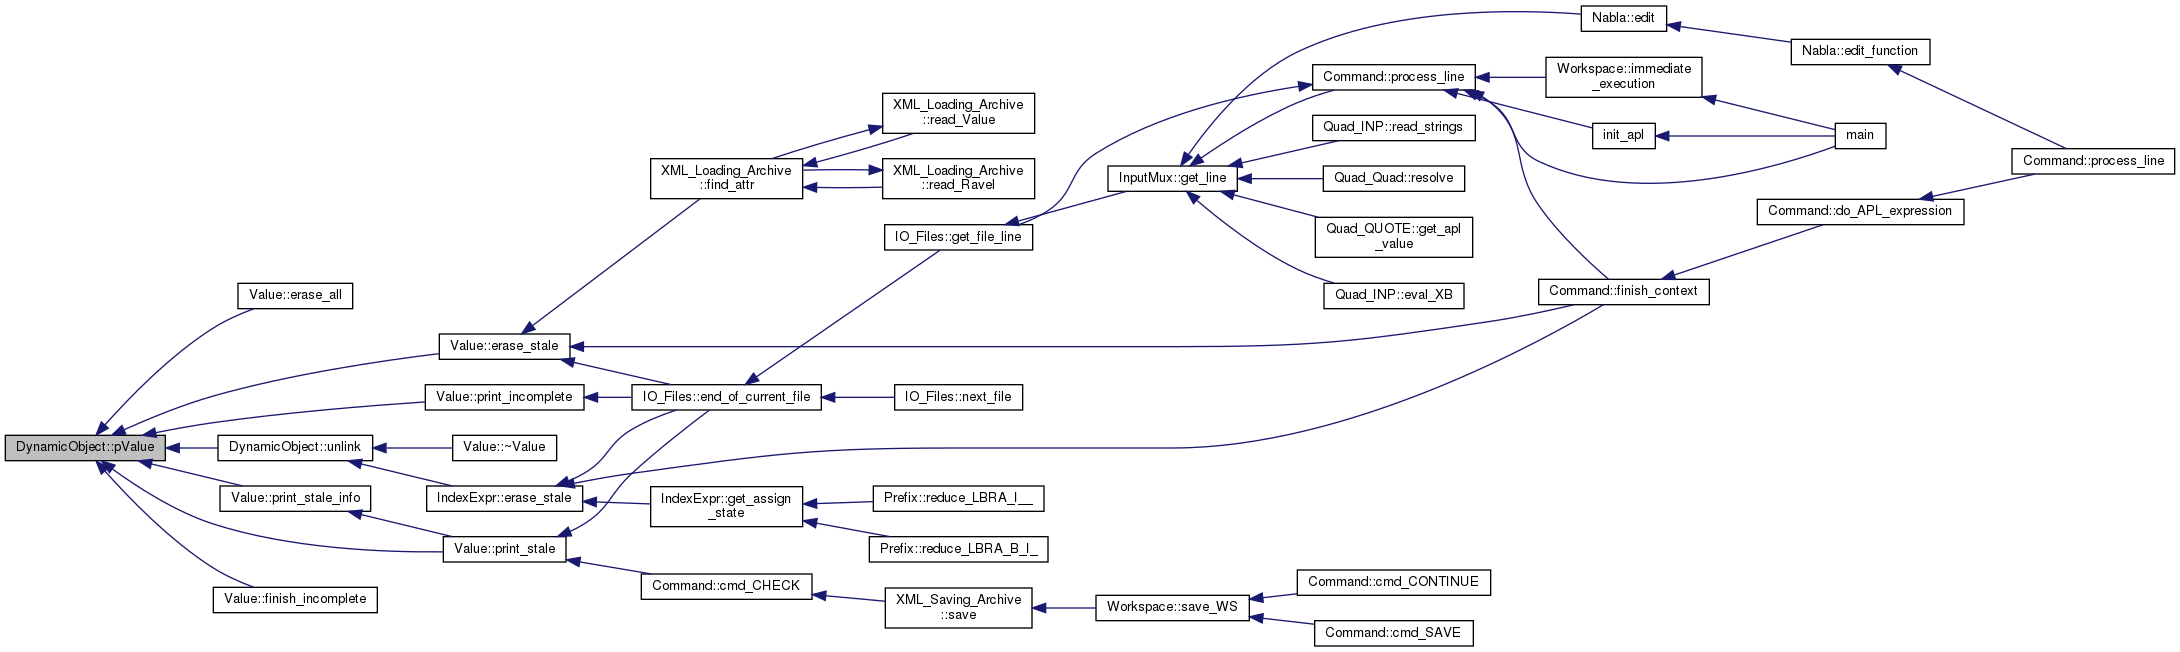 DynamicObject::pValue
Value::erase_all
Value::erase_stale
Value::print_incomplete
DynamicObject::unlink
Value::print_stale_info
Value::finish_incomplete
Value::~Value
IndexExpr::erase_stale
Value::print_stale
XML_Loading_Archive
::find_attr
XML_Loading_Archive
::read_Value
XML_Loading_Archive
::read_Ravel
IO_Files::end_of_current_file
IO_Files::get_file_line
IO_Files::next_file
IndexExpr::get_assign
_state
Prefix::reduce_LBRA_I__
Prefix::reduce_LBRA_B_I_
Command::cmd_CHECK
XML_Saving_Archive
::save
Workspace::save_WS
Command::cmd_CONTINUE
Command::cmd_SAVE
InputMux::get_line
Command::process_line
Quad_INP::read_strings
Quad_Quad::resolve
Quad_QUOTE::get_apl
_value
Quad_INP::eval_XB
Nabla::edit
Workspace::immediate
_execution
init_apl
main
Command::finish_context
Nabla::edit_function
Command::do_APL_expression
Command::process_line